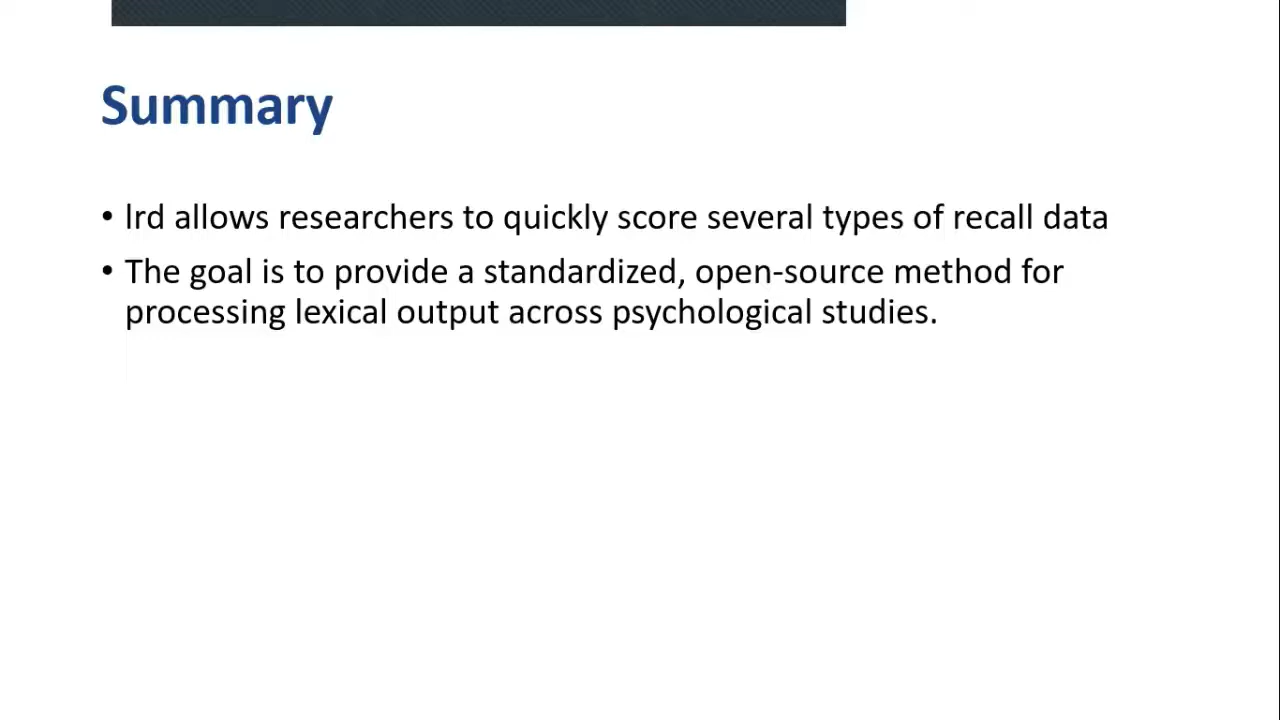 Summary
• lrd allows researchers to quickly score several types of recall data
• The goal is to provide a standardized, open-source method for
processing lexical output across psychological studies.